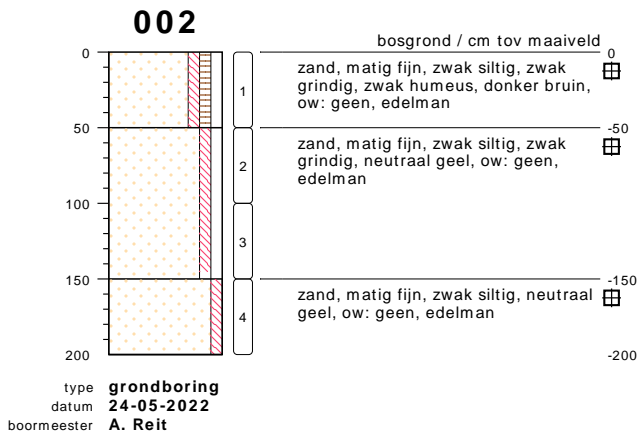 002
bosgrond / cm tov maaiveld
0
0
zand, matig fijn, zwak siltig, zwak
grindig, zwak humeus, donker bruin,
ow: geen, edelman
1
50
-50
zand, matig fijn, zwak siltig, zwak
grindig, neutraal geel, ow: geen,
edelman
2
100
3
150
-150
zand, matig fijn, zwak siltig, neutraal
geel, ow: geen, edelman
4
200
-200
type grondboring
datum 24-05-2022
boormeester A. Reit